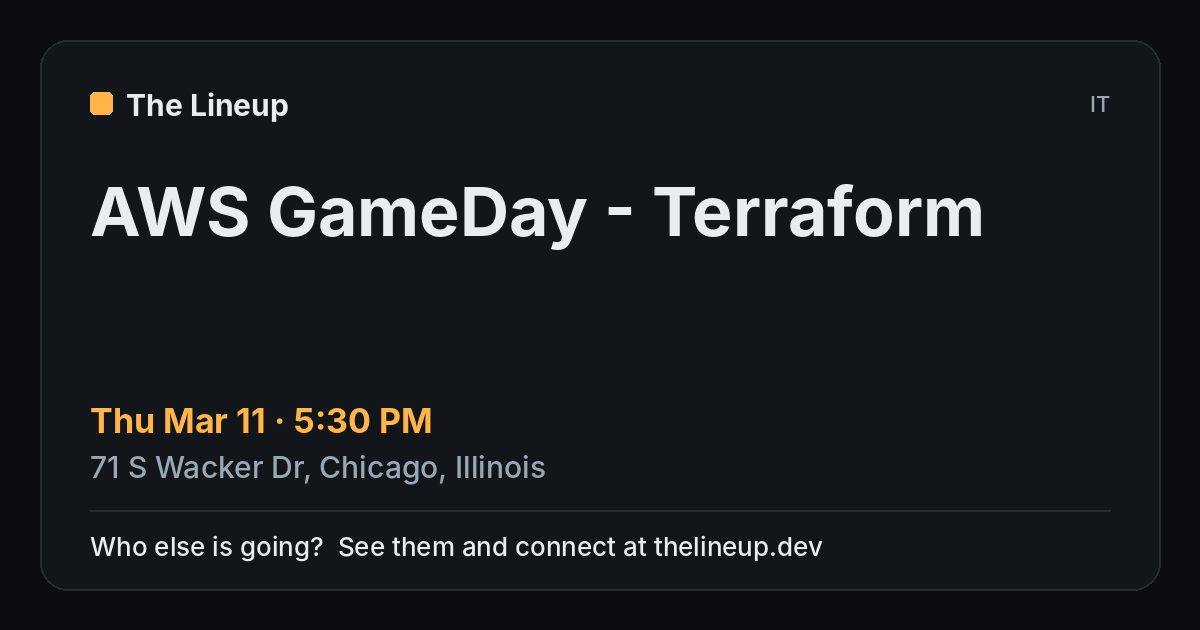 The Lineup
IT
AWS GameDay - Terraform
Thu Mar 11 · 5:30 PM
71 S Wacker Dr, Chicago, Illinois
Who else is going? See them and connect at thelineup.dev